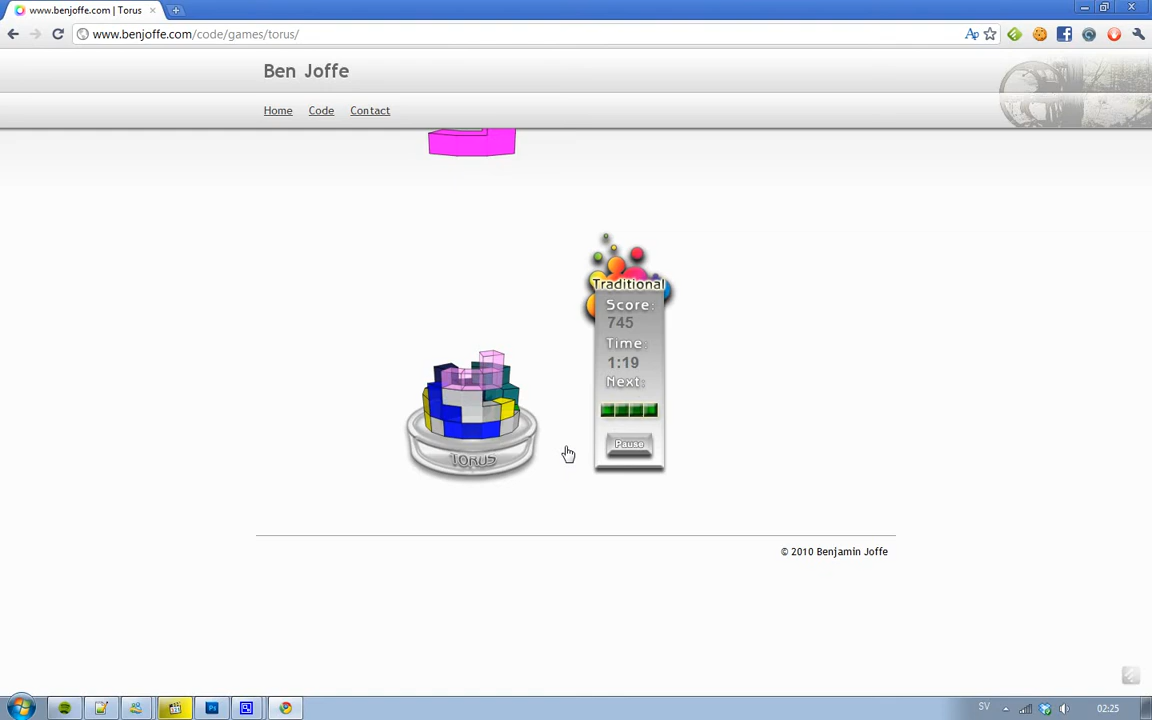 www.benjoffe.com | Torus
www.benjoffe.com/code/games/torus/
Ben Joffe
Home Code Contact
Traditional
Score:
745
Time:
1:19
Next:
Pause
TORUS
© 2010 Benjamin Joffe
SV 02:25